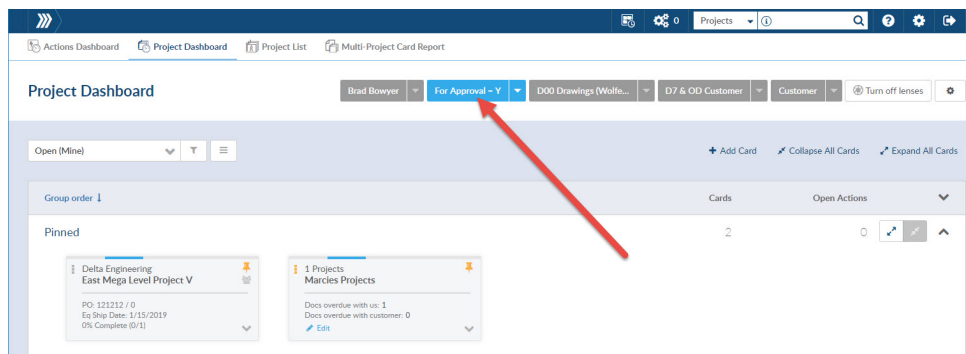 0 Projects
Actions Dashboard Project Dashboard Project List Multi-Project Card Report
Project Dashboard Brad Bowyer For Approval - Y D00 Drawings (Wolfe... D7 & OD Customer Customer Turn off lenses
Open (Mine) + Add Card Collapse All Cards Expand All Cards
Group order ↓ Cards Open Actions
Pinned 2 0
Delta Engineering
East Mega Level Project V
PO: 121212 / 0
Eq Ship Date: 1/15/2019
0% Complete (0/1)
1 Projects
Marcies Projects
Docs overdue with us: 1
Docs overdue with customer: 0
Edit